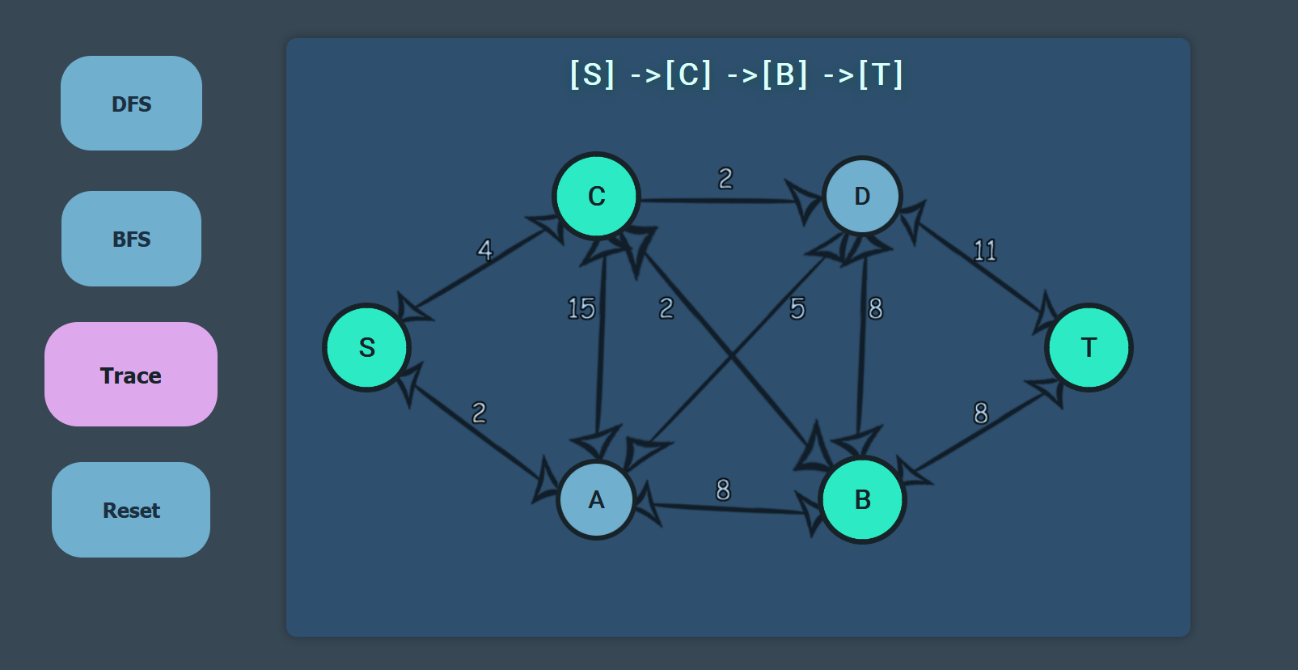 DFS
BFS
Trace
Reset
[S] ->[C] ->[B] ->[T]
2
C
D
4
11
15
2
5
8
S
T
2
8
8
A
B